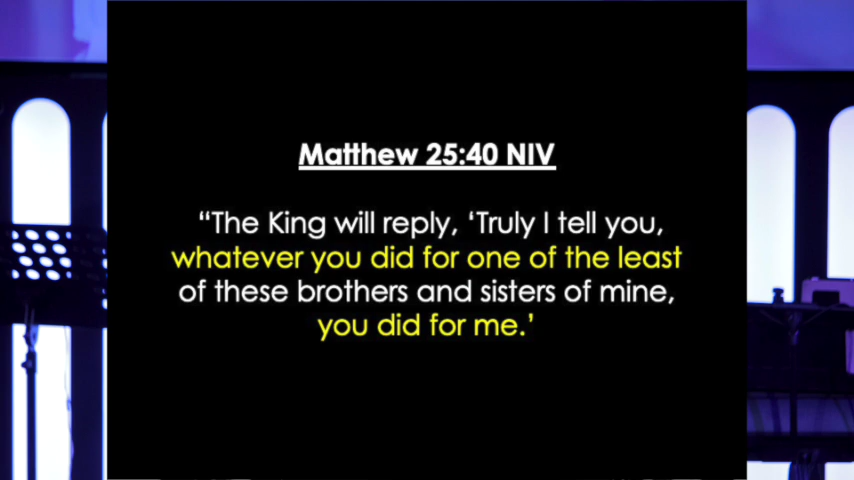 Matthew 25:40 NIV
“The King will reply, ‘Truly I tell you,
whatever you did for one of the least
of these brothers and sisters of mine,
you did for me.’